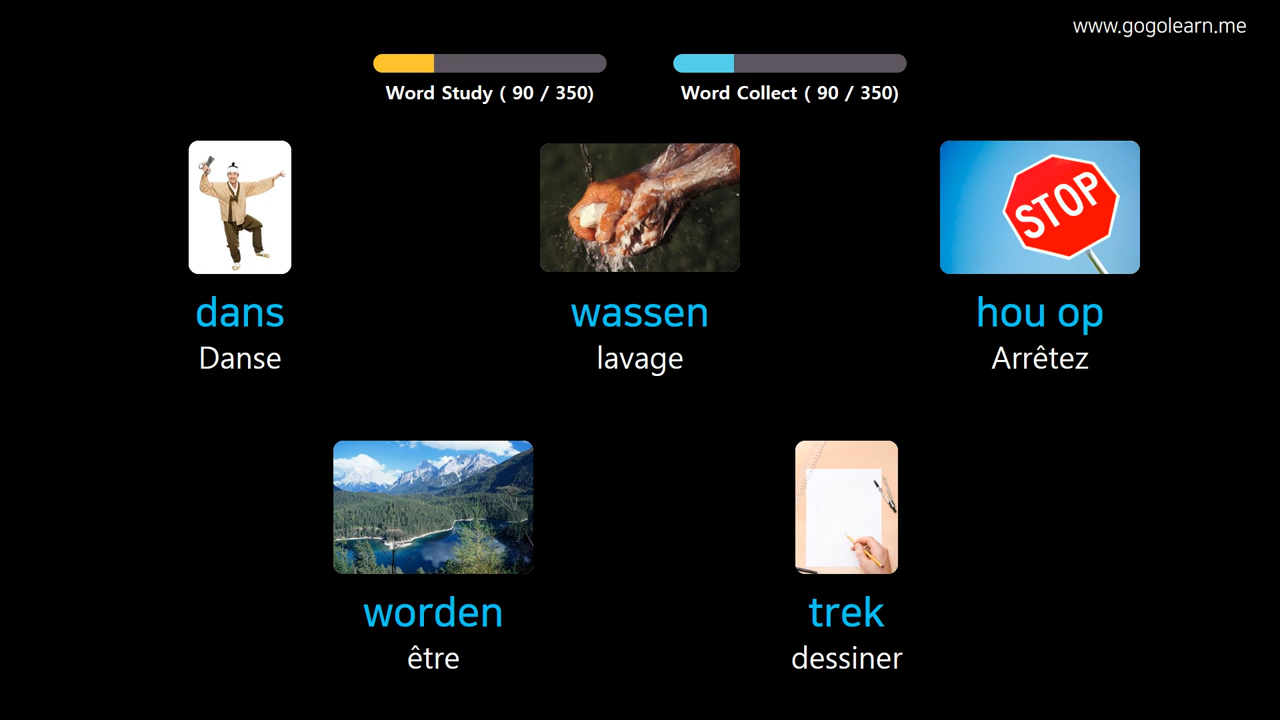 www.gogolearn.me
Word Study ( 90 / 350)
Word Collect ( 90 / 350)
STOP
dans
Danse
wassen
lavage
hou op
Arrêtez
worden
être
trek
dessiner